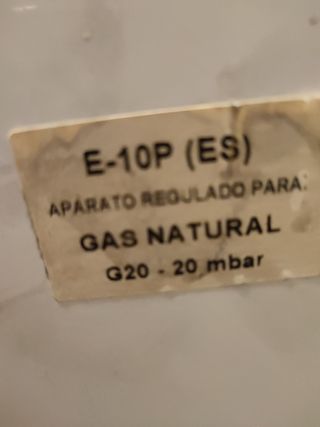 E-10P (ES)
APARATO REGULADO PARA:
GAS NATURAL
G20 - 20 mbar